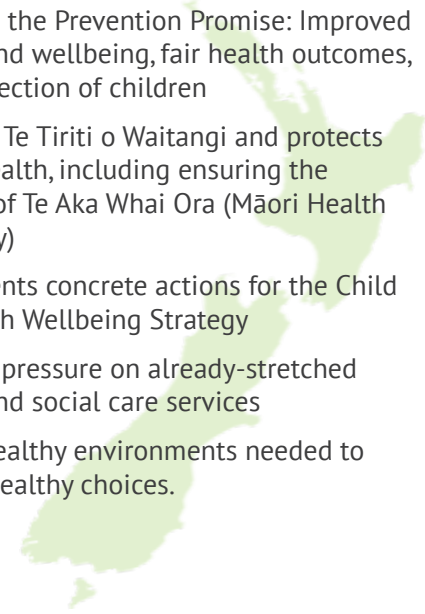 the Prevention Promise: Improved
nd wellbeing, fair health outcomes,
ection of children
Te Tiriti o Waitangi and protects
alth, including ensuring the
of Te Aka Whai Ora (Māori Health
y)
nts concrete actions for the Child
h Wellbeing Strategy
pressure on already-stretched
nd social care services
ealthy environments needed to
ealthy choices.